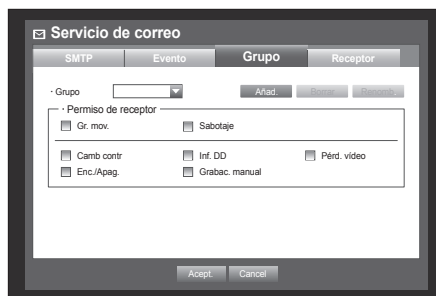 Servicio de correo
SMTP Evento Grupo Receptor
· Grupo Añad. Borrar Renomb.
· Permiso de receptor
Gr. mov. Sabotaje
Camb contr Inf. DD Pérd. vídeo
Enc./Apag. Grabac. manual
Acept. Cancel